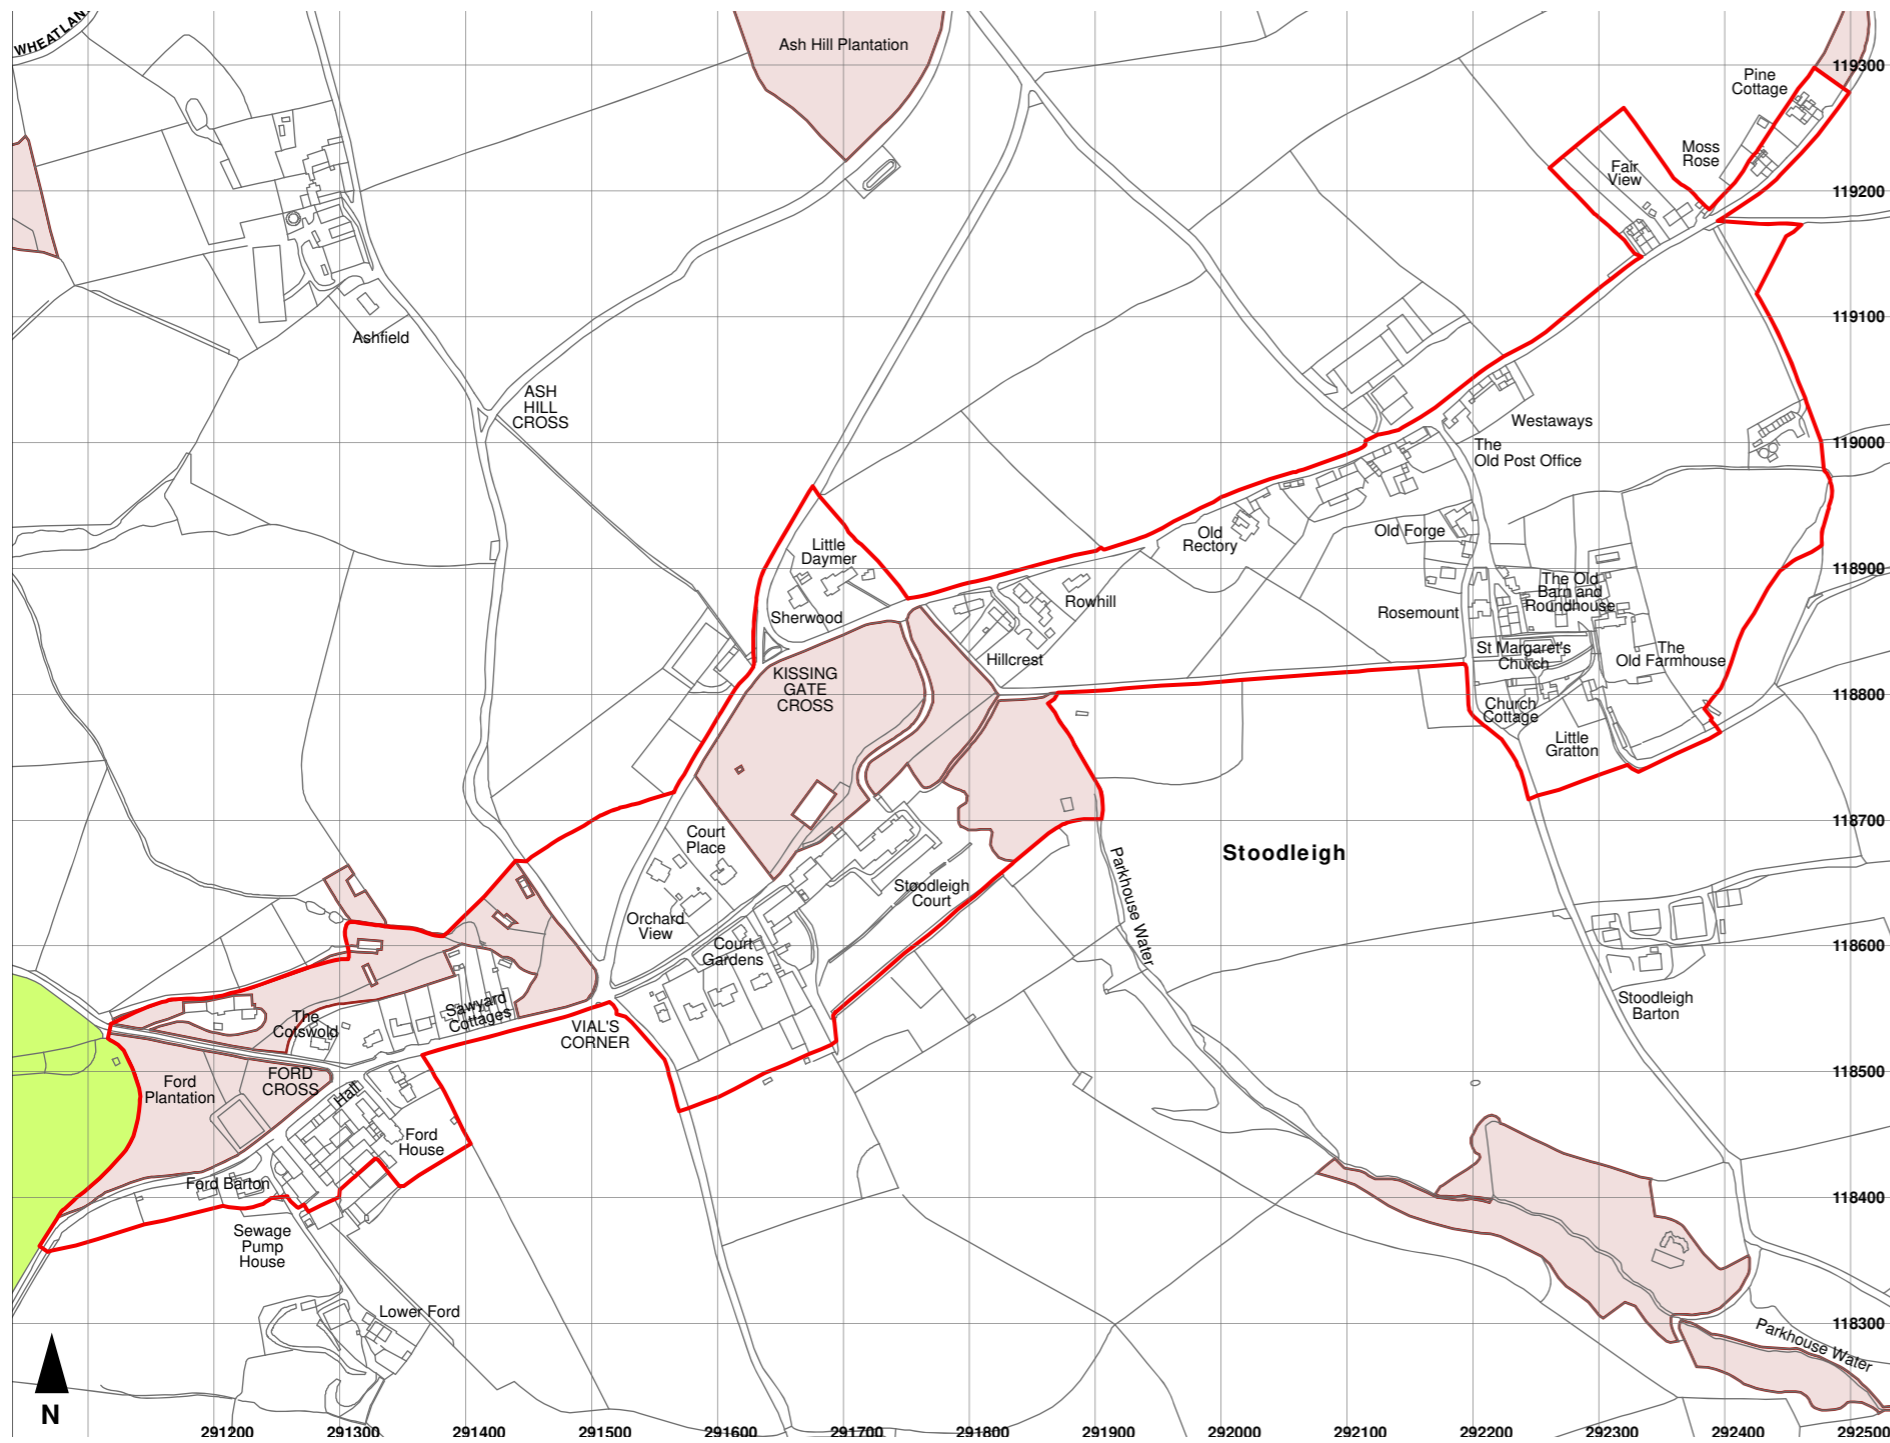 WHEATLAN
Ash Hill Plantation
119300
Pine
Cottage
Moss
Rose
Fair
View
119200
119100
Ashfield
ASH
HILL
CROSS
Westaways
The
Old Post Office
119000
Old
Rectory
Old Forge
Little
Daymer
118900
Sherwood
Rowhill
Hillcrest
Rosemount
The Old
Barn and
Roundhouse
St Margaret's
Church
The
Old Farmhouse
KISSING
GATE
CROSS
118800
Church
Cottage
Little
Gratton
118700
Court
Place
Stoodleigh
Parkhouse Water
Stoodleigh
Court
Orchard
View
Court
Gardens
118600
Stoodleigh
Barton
Sawyard
Cottages
The
Cotswold
VIAL'S
CORNER
118500
Ford
Plantation
FORD
CROSS
Hall
Ford
House
Ford Barton
118400
Sewage
Pump
House
Lower Ford
118300
Parkhouse Water
N
291200 291300 291400 291500 291600 291700 291800 291900 292000 292100 292200 292300 292400 292500